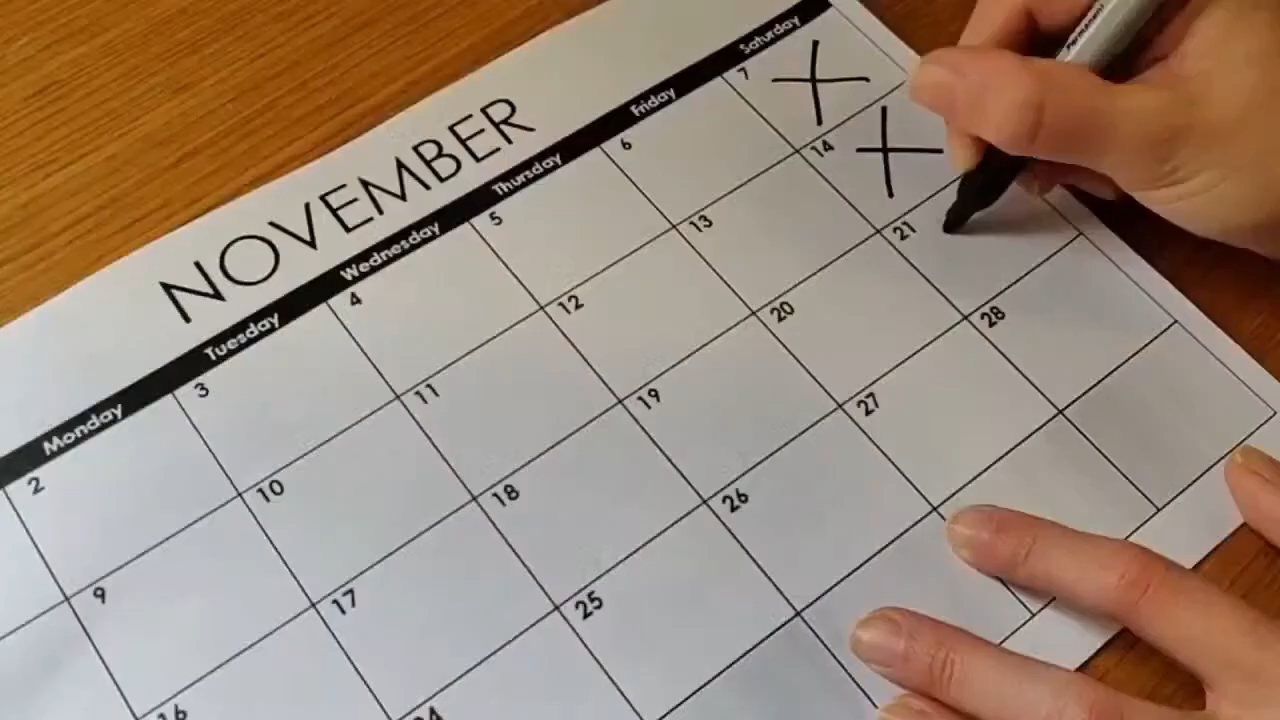 NOVEMBER
Monday Tuesday Wednesday Thursday Friday Saturday
2 3 4 5 6 7
9 10 11 12 13 14
16 17 18 19 20 21
24 25 26 27 28
Permanent